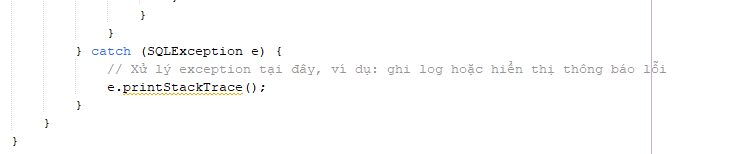 }
}
} catch (SQLException e) {
// Xử lý exception tại đây, ví dụ: ghi log hoặc hiển thị thông báo lỗi
e.printStackTrace();
}
}
}